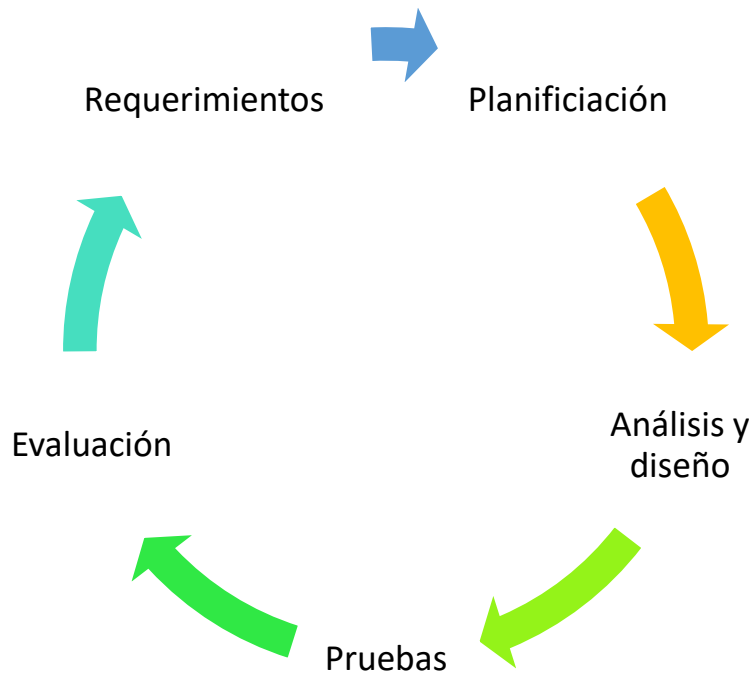 Requerimientos
Planificiación
Análisis y
diseño
Pruebas
Evaluación